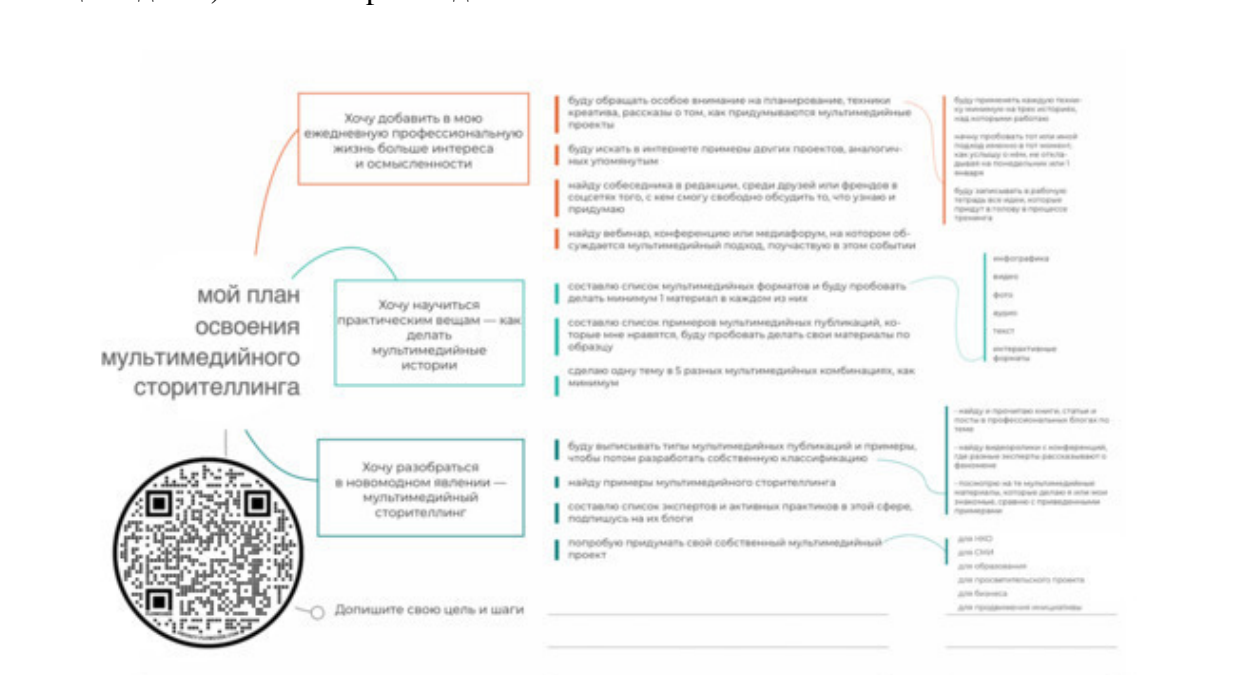 мой план
освоения
мультимедийного
сторителлинга
Хочу добавить в мою
ежедневную профессиональную
жизнь больше интереса
и осмысленности
буду обращать особое внимание на планирование, техники
креатива, рассказы о том, как придумываются мультимедийные
проекты
буду искать в интернете примеры других проектов, аналогич-
ных упомянутым
найду собеседника в редакции, среди друзей или френдов в
соцсетях того, с кем смогу свободно обсудить то, что узнаю и
придумаю
найду вебинар, конференцию или медиафорум, на котором об-
суждается мультимедийный подход, поучаствую в этом событии
буду применять каждую техни-
ку минимум на трех историях,
над которыми работаю
начну пробовать тот или иной
подход именно в тот момент,
как услышу о нём, не откла-
дывая на понедельник или 1
января
буду записывать в рабочую
тетрадь все идеи, которые
придут в голову в процессе
тренинга
Хочу научиться
практическим вещам — как
делать
мультимедийные
истории
составлю список мультимедийных форматов и буду пробовать
делать минимум 1 материал в каждом из них
составлю список примеров мультимедийных публикаций, ко-
торые мне нравятся, буду пробовать делать свои материалы по
образцу
сделаю одну тему в 5 разных мультимедийных комбинациях, как
минимум
инфографика
видео
фото
аудио
текст
интерактивные
форматы
Хочу разобраться
в новомодном явлении —
мультимедийный
сторителлинг
буду выписывать типы мультимедийных публикаций и примеры,
чтобы потом разработать собственную классификацию
найду примеры мультимедийного сторителлинга
составлю список экспертов и активных практиков в этой сфере,
подпишусь на их блоги
попробую придумать свой собственный мультимедийный
проект
- найду и прочитаю книги, статьи и
посты в профессиональных блогах по
теме
- найду видеоролики с конференций,
где разные эксперты рассказывают о
феномене
- посмотрю на те мультимедийные
материалы, которые делаю я или мои
знакомые, сравню с приведенными
примерами
для НКО
для СМИ
для образования
для просветительского проекта
для бизнеса
для продвижения инициативы
Допишите свою цель и шаги